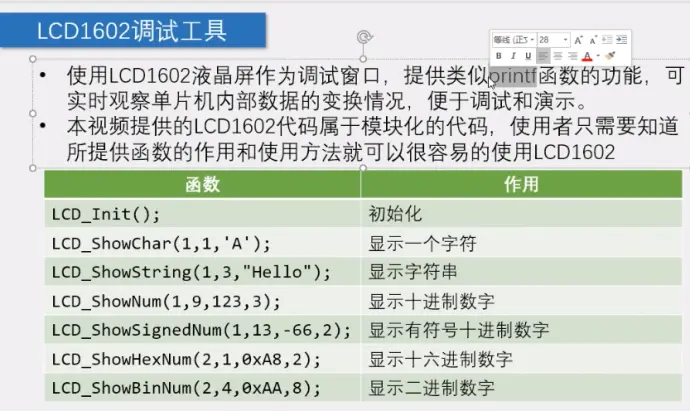 LCD1602调试工具
等线 (正文 28
B I U A
• 使用LCD1602液晶屏作为调试窗口，提供类似printf函数的功能，可
实时观察单片机内部数据的变换情况，便于调试和演示。
• 本视频提供的LCD1602代码属于模块化的代码，使用者只需要知道
所提供函数的作用和使用方法就可以很容易的使用LCD1602
函数 作用
LCD_Init(); 初始化
LCD_ShowChar(1,1,'A'); 显示一个字符
LCD_ShowString(1,3,"Hello"); 显示字符串
LCD_ShowNum(1,9,123,3); 显示十进制数字
LCD_ShowSignedNum(1,13,-66,2); 显示有符号十进制数字
LCD_ShowHexNum(2,1,0xA8,2); 显示十六进制数字
LCD_ShowBinNum(2,4,0xAA,8); 显示二进制数字